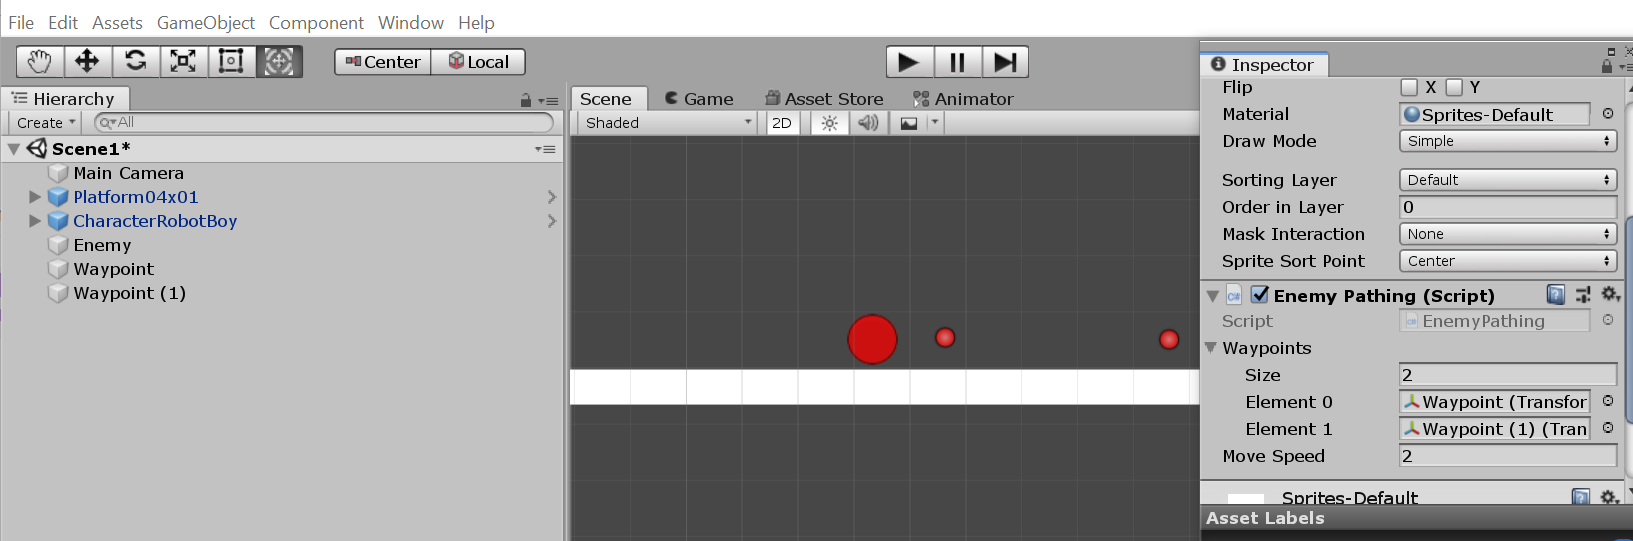 File Edit Assets GameObject Component Window Help
Center Local
Hierarchy
Create All
Scene1*
Main Camera
Platform04x01
CharacterRobotBoy
Enemy
Waypoint
Waypoint (1)
Scene Game Asset Store Animator
Shaded 2D
Inspector
Flip X Y
Material Sprites-Default
Draw Mode Simple
Sorting Layer Default
Order in Layer 0
Mask Interaction None
Sprite Sort Point Center
Enemy Pathing (Script)
Script EnemyPathing
Waypoints
Size 2
Element 0 Waypoint (Transfor
Element 1 Waypoint (1) (Tran
Move Speed 2
Sprites-Default
Asset Labels